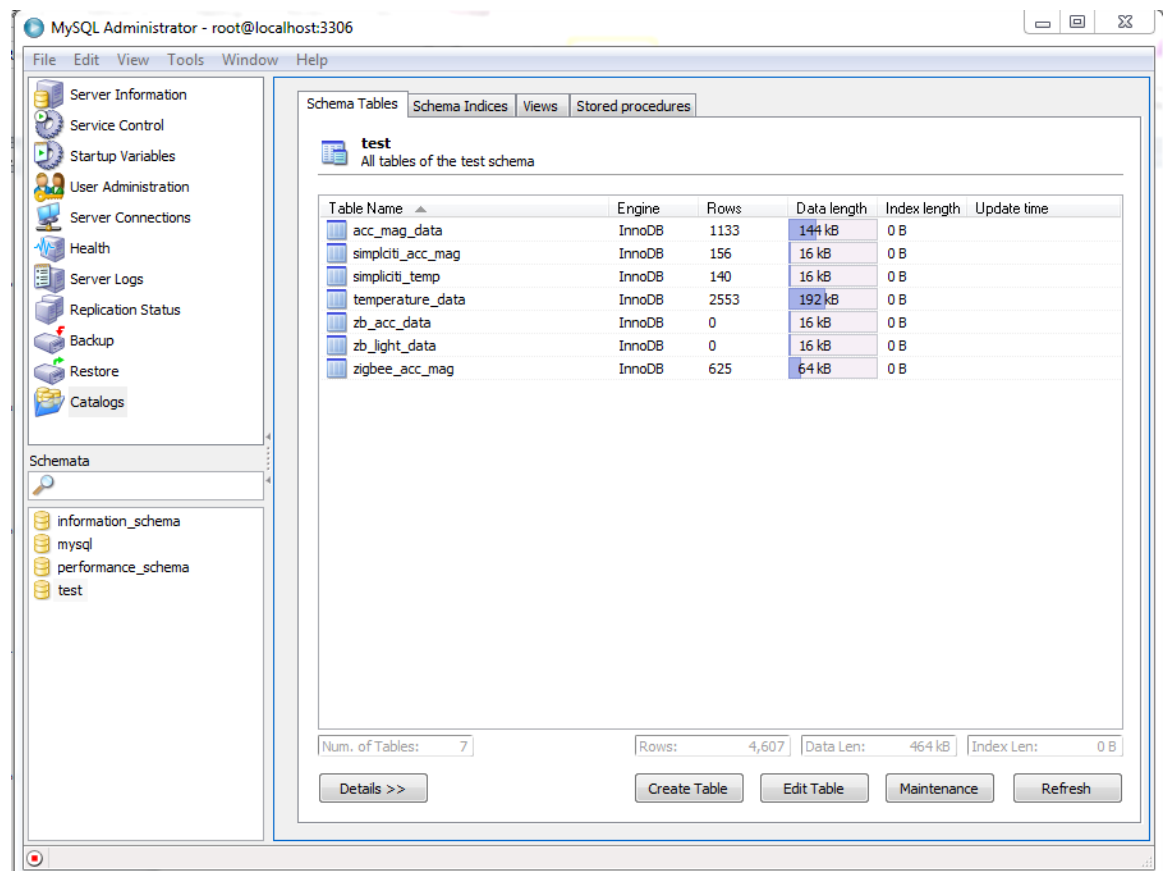 MySQL Administrator - root@localhost:3306
File Edit View Tools Window Help
Server Information
Service Control
Startup Variables
User Administration
Server Connections
Health
Server Logs
Replication Status
Backup
Restore
Catalogs
Schemata
information_schema
mysql
performance_schema
test
Schema Tables Schema Indices Views Stored procedures
test
All tables of the test schema
Table Name Engine Rows Data length Index length Update time
acc_mag_data InnoDB 1133 144 kB 0 B
simplciti_acc_mag InnoDB 156 16 kB 0 B
simpliciti_temp InnoDB 140 16 kB 0 B
temperature_data InnoDB 2553 192 kB 0 B
zb_acc_data InnoDB 0 16 kB 0 B
zb_light_data InnoDB 0 16 kB 0 B
zigbee_acc_mag InnoDB 625 64 kB 0 B
Num. of Tables: 7 Rows: 4,607 Data Len: 464 kB Index Len: 0 B
Details >> Create Table Edit Table Maintenance Refresh